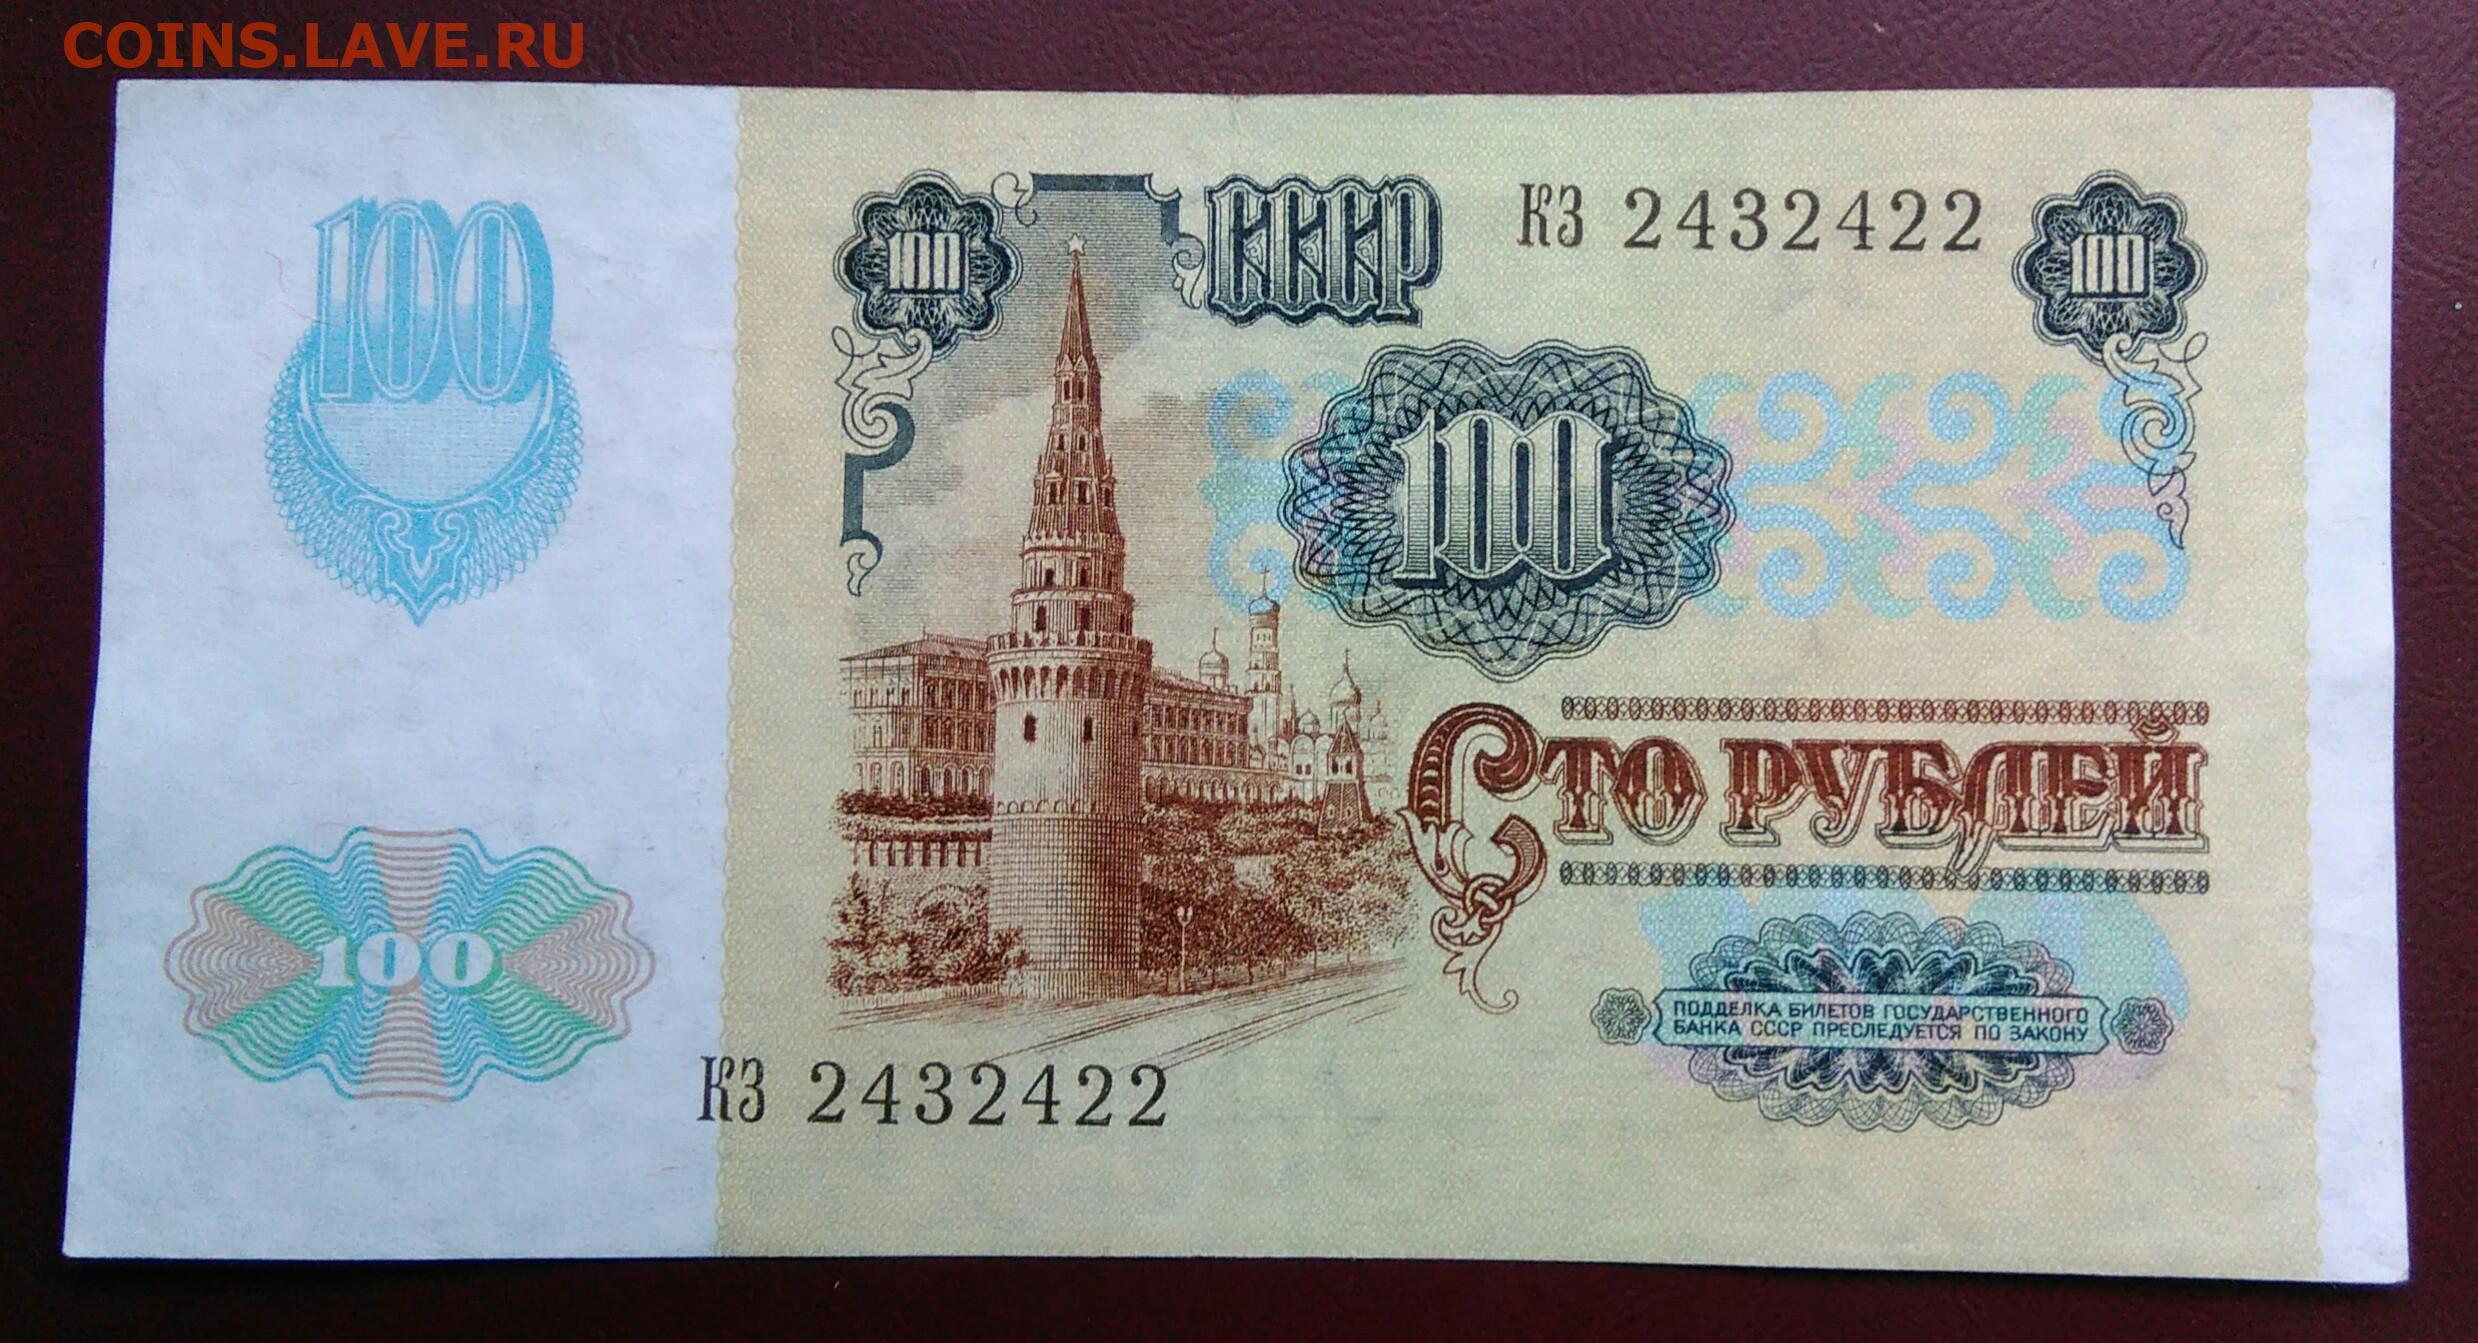 COINS.LAVE.RU
100
100
СССР
КЗ 2432422
100
100
СТО РУБЛЕЙ
100
ПОДДЕЛКА БИЛЕТОВ ГОСУДАРСТВЕННОГО
БАНКА СССР ПРЕСЛЕДУЕТСЯ ПО ЗАКОНУ
КЗ 2432422